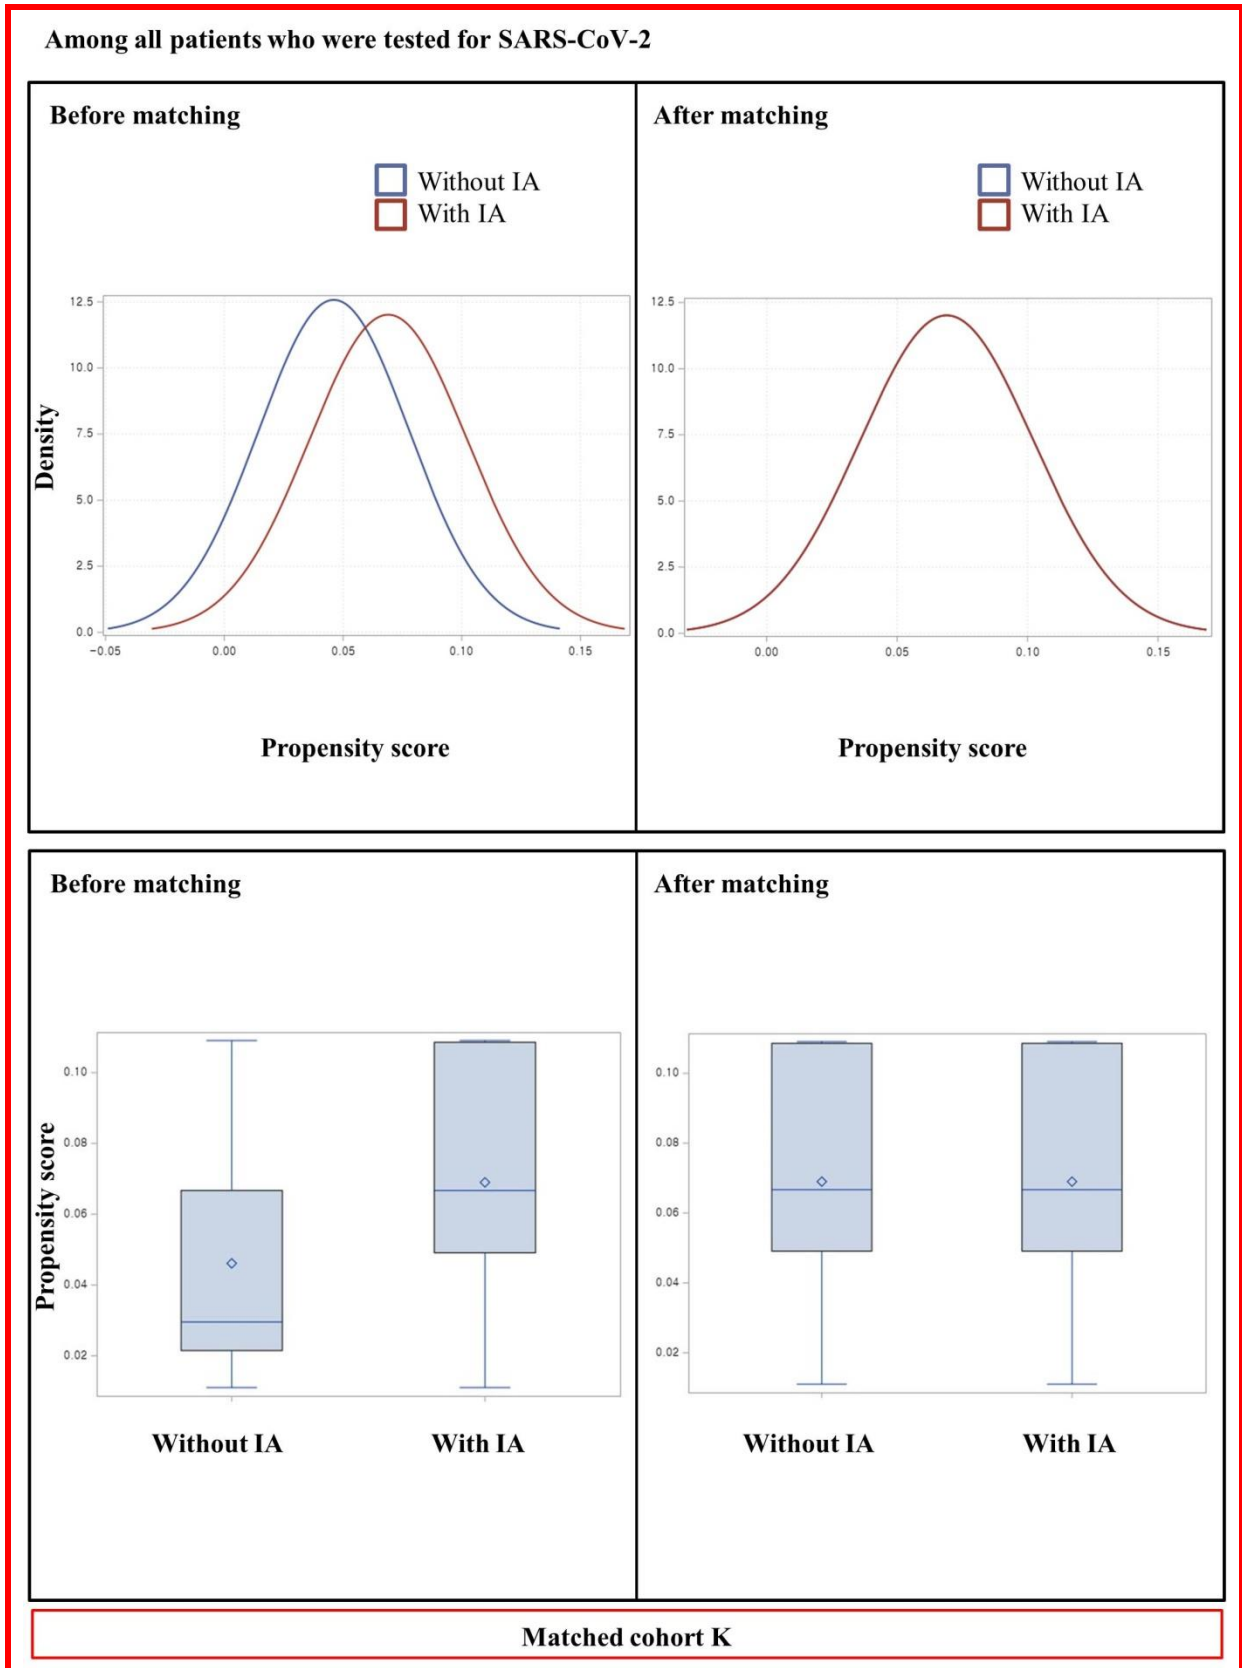 Among all patients who were tested for SARS-CoV-2
Before matching
Without IA
With IA
Density
12.5
10.0
7.5
5.0
2.5
0.0
−0.05 0.00 0.05 0.10 0.15
Propensity score
After matching
Without IA
With IA
12.5
10.0
7.5
5.0
2.5
0.0
0.00 0.05 0.10 0.15
Propensity score
Before matching
Propensity score
0.10
0.08
0.06
0.04
0.02
Without IA With IA
After matching
0.10
0.08
0.06
0.04
0.02
Without IA With IA
Matched cohort K